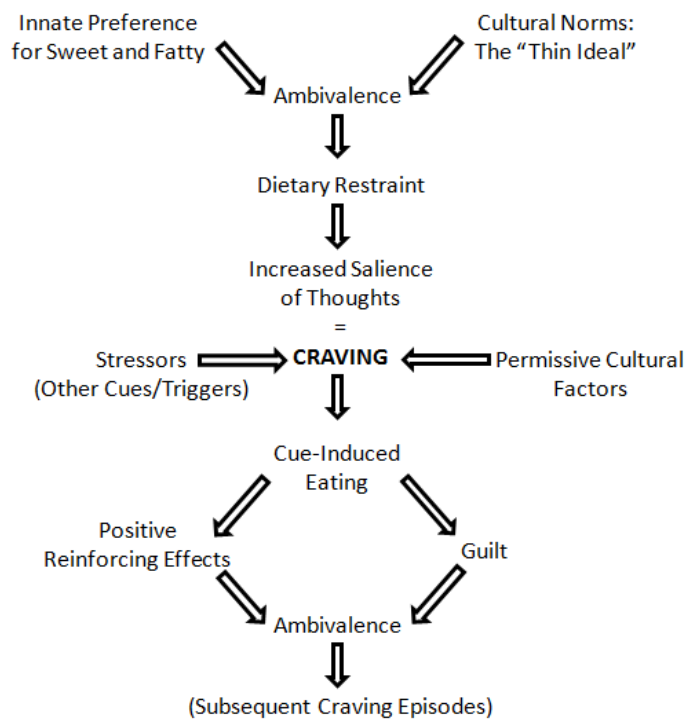 Innate Preference
for Sweet and Fatty
Cultural Norms:
The “Thin Ideal”
Ambivalence
Dietary Restraint
Increased Salience
of Thoughts
=
CRAVING
Stressors
(Other Cues/Triggers)
Permissive Cultural
Factors
Cue-Induced
Eating
Positive
Reinforcing Effects
Guilt
Ambivalence
(Subsequent Craving Episodes)